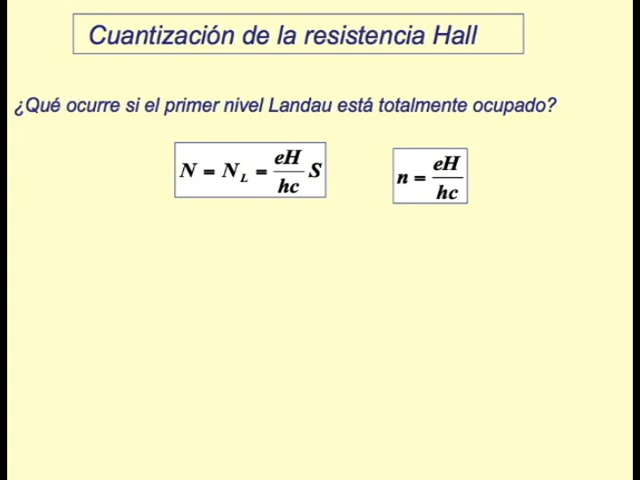 Cuantización de la resistencia Hall
¿Qué ocurre si el primer nivel Landau está totalmente ocupado?
N = N_L = eH/hc S n = eH/hc